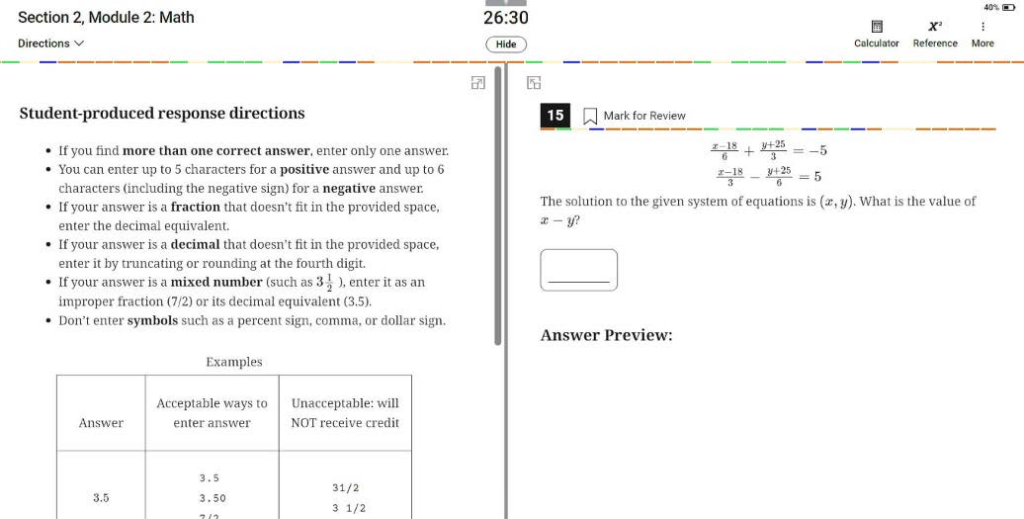 Section 2, Module 2: Math
26:30
40%
Directions
Hide
Calculator
X²
Reference
More
Student-produced response directions
• If you find more than one correct answer, enter only one answer.
• You can enter up to 5 characters for a positive answer and up to 6
characters (including the negative sign) for a negative answer.
• If your answer is a fraction that doesn't fit in the provided space,
enter the decimal equivalent.
• If your answer is a decimal that doesn't fit in the provided space,
enter it by truncating or rounding at the fourth digit.
• If your answer is a mixed number (such as 3 1/2 ), enter it as an
improper fraction (7/2) or its decimal equivalent (3.5).
• Don't enter symbols such as a percent sign, comma, or dollar sign.
Examples
Answer
Acceptable ways to
enter answer
Unacceptable: will
NOT receive credit
3.5
3.5
3.50
7/2
31/2
3 1/2
15
Mark for Review
(x−18)/6 + (y+25)/3 = −5
(x−18)/3 − (y+25)/6 = 5
The solution to the given system of equations is (x, y). What is the value of
x − y?
Answer Preview: